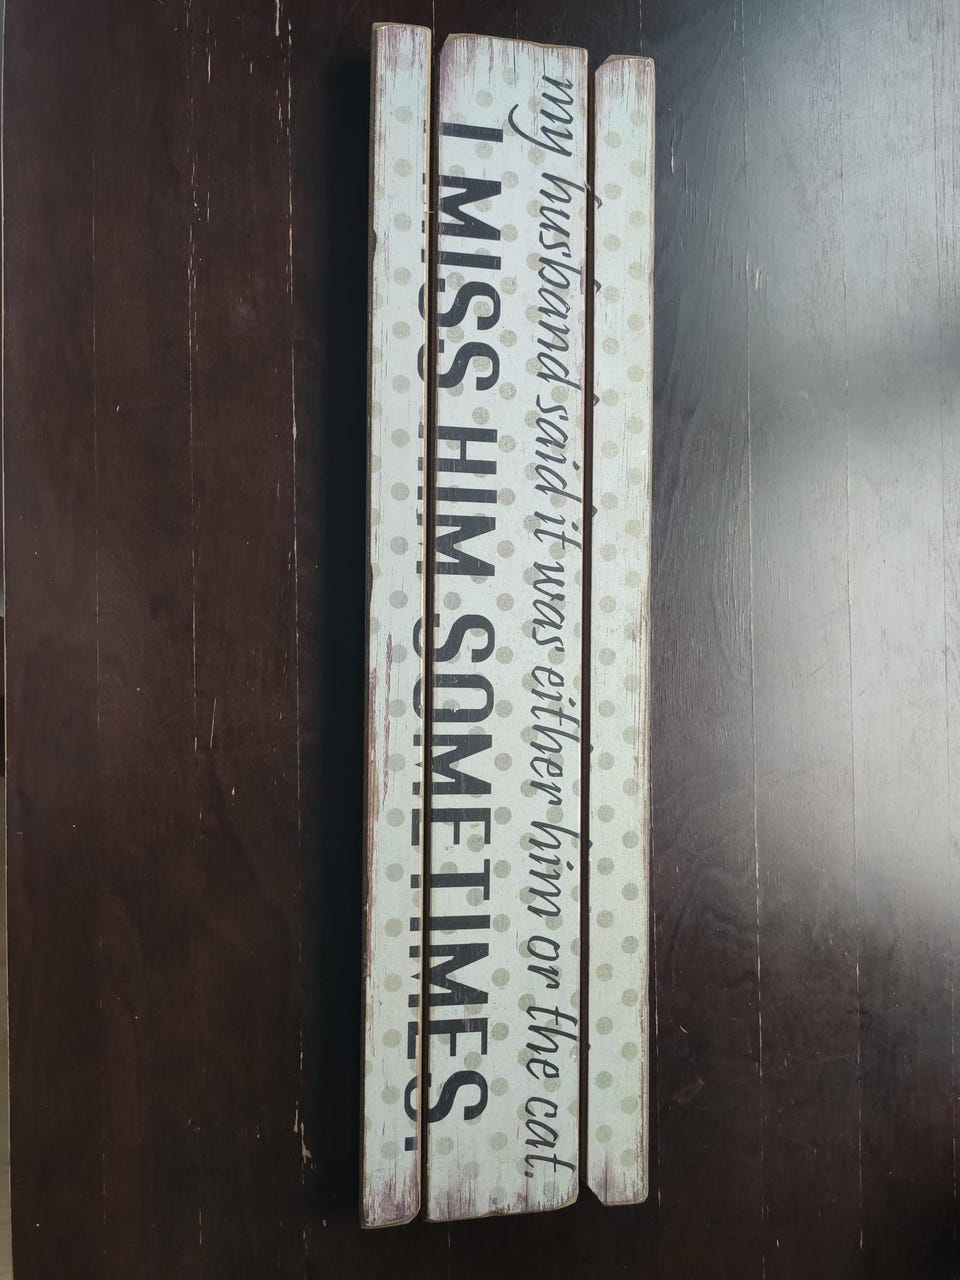 my husband said it was either him or the cat.
I MISS HIM SOMETIMES.